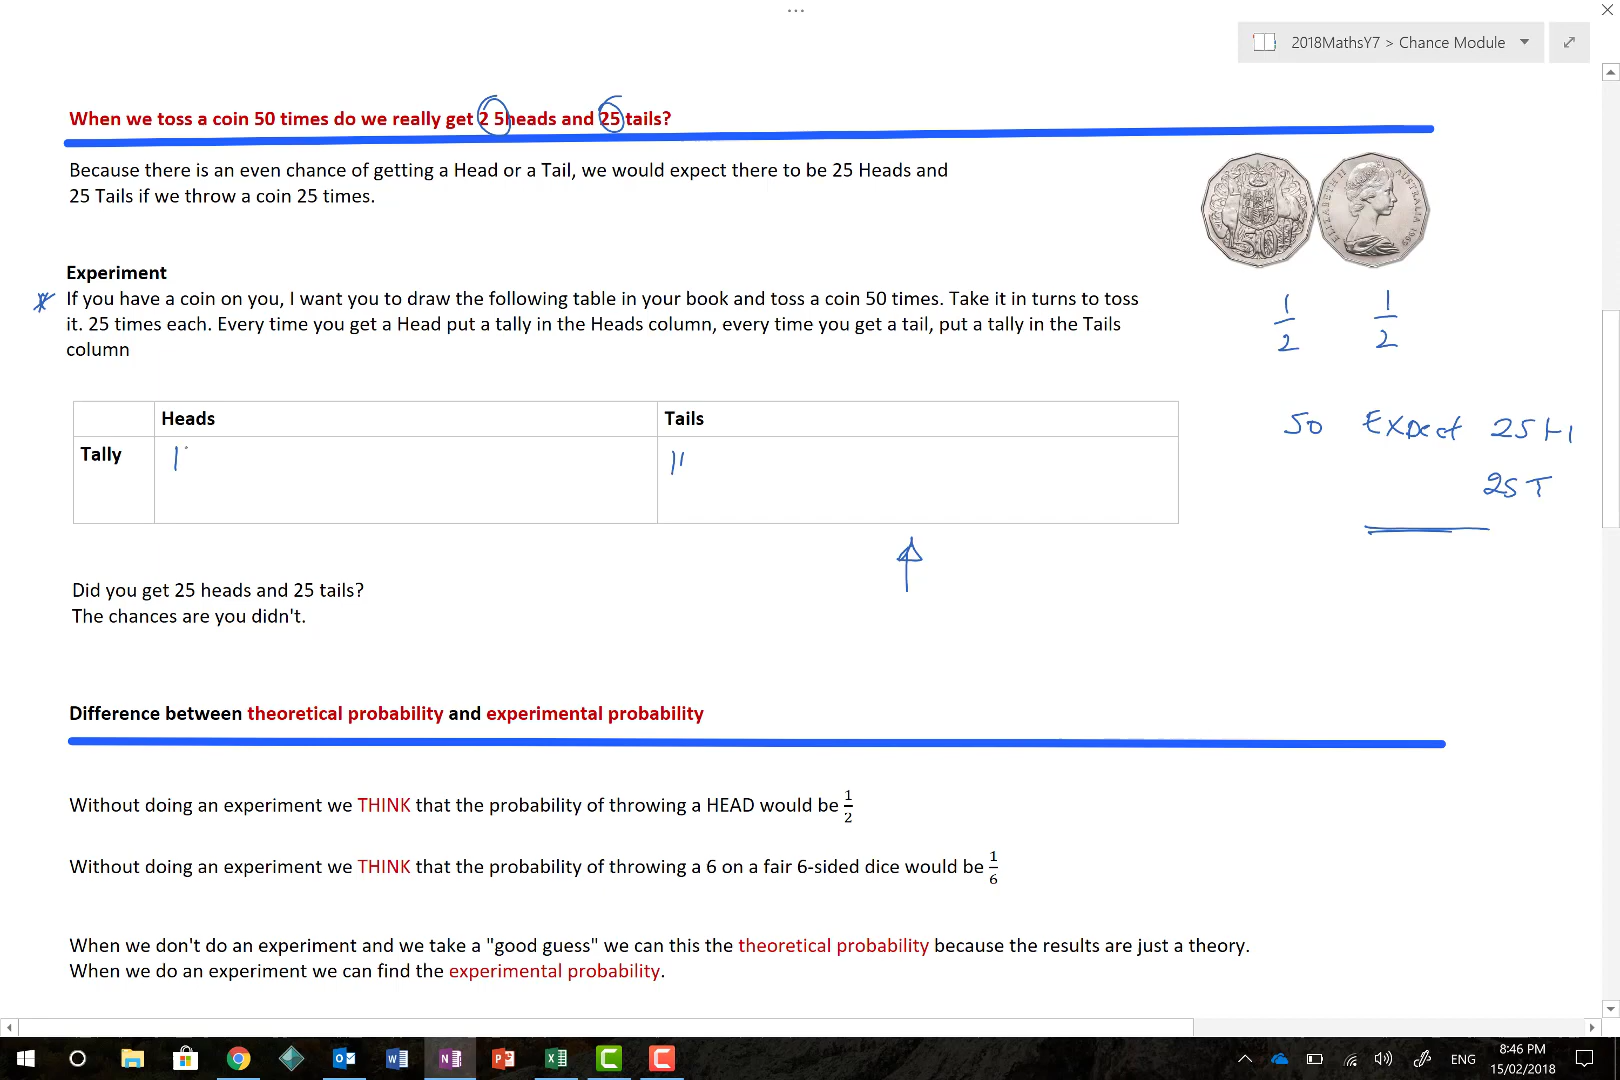 2018MathsY7 > Chance Module
When we toss a coin 50 times do we really get 2 5heads and 25 tails?
Because there is an even chance of getting a Head or a Tail, we would expect there to be 25 Heads and
25 Tails if we throw a coin 25 times.
50
ELIZABETH II AUSTRALIA 1969
Experiment
If you have a coin on you, I want you to draw the following table in your book and toss a coin 50 times. Take it in turns to toss
it. 25 times each. Every time you get a Head put a tally in the Heads column, every time you get a tail, put a tally in the Tails
column
1/2 1/2
Heads Tails
Tally
50 Expect 25 H
25 T
Did you get 25 heads and 25 tails?
The chances are you didn't.
Difference between theoretical probability and experimental probability
Without doing an experiment we THINK that the probability of throwing a HEAD would be 1/2
Without doing an experiment we THINK that the probability of throwing a 6 on a fair 6-sided dice would be 1/6
When we don't do an experiment and we take a "good guess" we can this the theoretical probability because the results are just a theory.
When we do an experiment we can find the experimental probability.
ENG
8:46 PM
15/02/2018